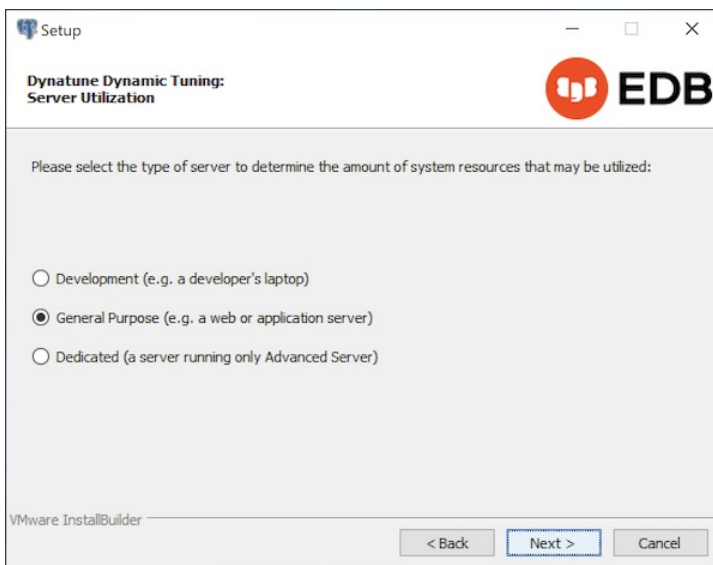 Setup
Dynatune Dynamic Tuning:
Server Utilization
EDB
Please select the type of server to determine the amount of system resources that may be utilized:
Development (e.g. a developer's laptop)
General Purpose (e.g. a web or application server)
Dedicated (a server running only Advanced Server)
VMware InstallBuilder
< Back Next > Cancel